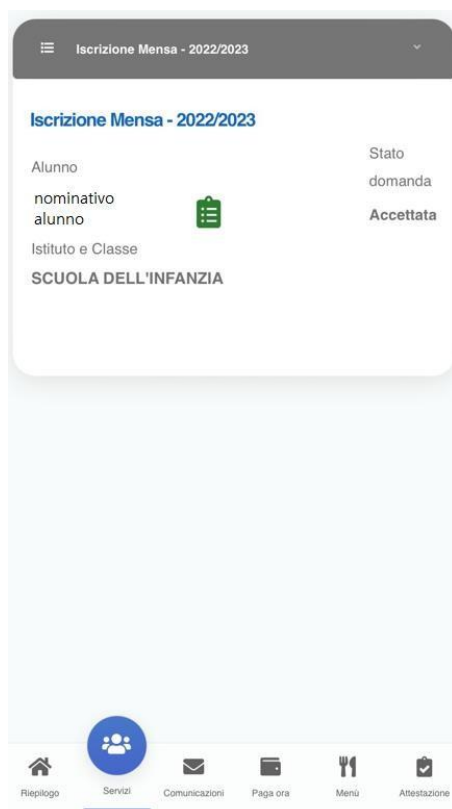 Iscrizione Mensa - 2022/2023
Iscrizione Mensa - 2022/2023
Alunno
nominativo
alunno
Istituto e Classe
SCUOLA DELL'INFANZIA
Stato
domanda
Accettata
Riepilogo
Servizi
Comunicazioni
Paga ora
Menù
Attestazione